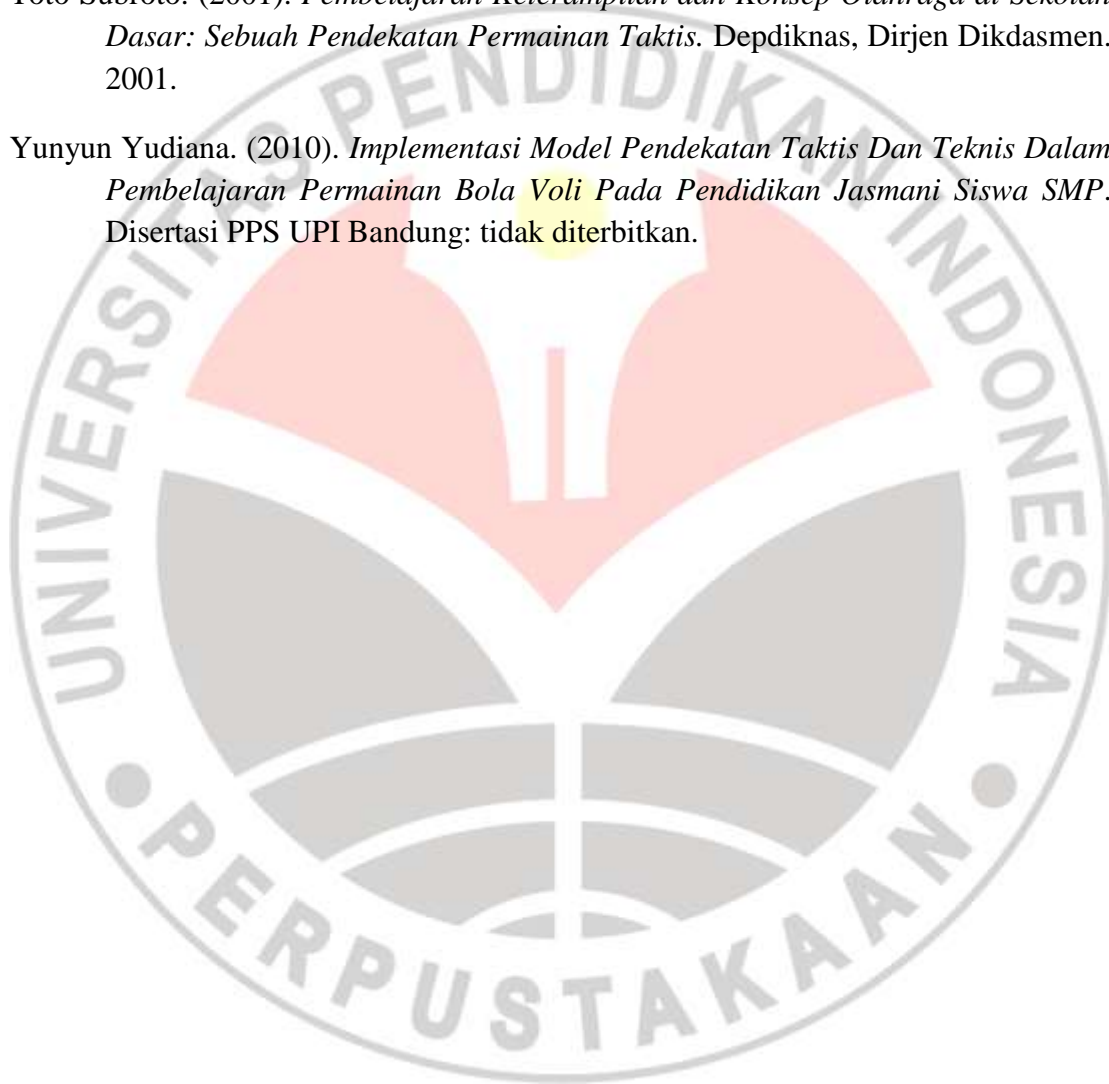 Toto Subroto. (2001). Pembelajaran Keterampilan dan Konsep Olahraga di Sekolah
Dasar: Sebuah Pendekatan Permainan Taktis. Depdiknas, Dirjen Dikdasmen.
2001.
Yunyun Yudiana. (2010). Implementasi Model Pendekatan Taktis Dan Teknis Dalam
Pembelajaran Permainan Bola Voli Pada Pendidikan Jasmani Siswa SMP.
Disertasi PPS UPI Bandung: tidak diterbitkan.
UNIVERSITAS PENDIDIKAN INDONESIA
PERPUSTAKAAN